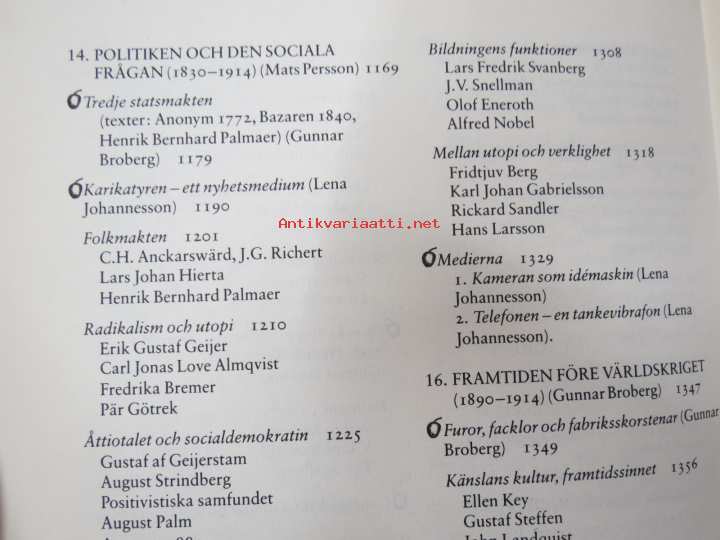 14. POLITIKEN OCH DEN SOCIALA
FRÅGAN (1830–1914) (Mats Persson) 1169
Tredje statsmakten
(texter: Anonym 1772, Bazaren 1840,
Henrik Bernhard Palmaer) (Gunnar
Broberg) 1179
Karikatyren – ett nyhetsmedium (Lena
Johannesson) 1190
Folkmakten 1201
C.H. Anckarswärd, J.G. Richert
Lars Johan Hierta
Henrik Bernhard Palmaer
Radikalism och utopi 1210
Erik Gustaf Geijer
Carl Jonas Love Almqvist
Fredrika Bremer
Pär Götrek
Åttiotalet och socialdemokratin 1225
Gustaf af Geijerstam
August Strindberg
Positivistiska samfundet
August Palm
Bildningens funktioner 1308
Lars Fredrik Svanberg
J.V. Snellman
Olof Eneroth
Alfred Nobel
Mellan utopi och verklighet 1318
Fridtjuv Berg
Karl Johan Gabrielsson
Rickard Sandler
Hans Larsson
Medierna 1329
1. Kameran som idémaskin (Lena
Johannesson)
2. Telefonen – en tankevibrafon (Lena
Johannesson).
16. FRAMTIDEN FÖRE VÄRLDSKRIGET
(1890–1914) (Gunnar Broberg) 1347
Furor, facklor och fabriksskorstenar (Gunnar
Broberg) 1349
Känslans kultur, framtidssinnet 1356
Ellen Key
Gustaf Steffen
John Landquist
Antikvariaatti.net